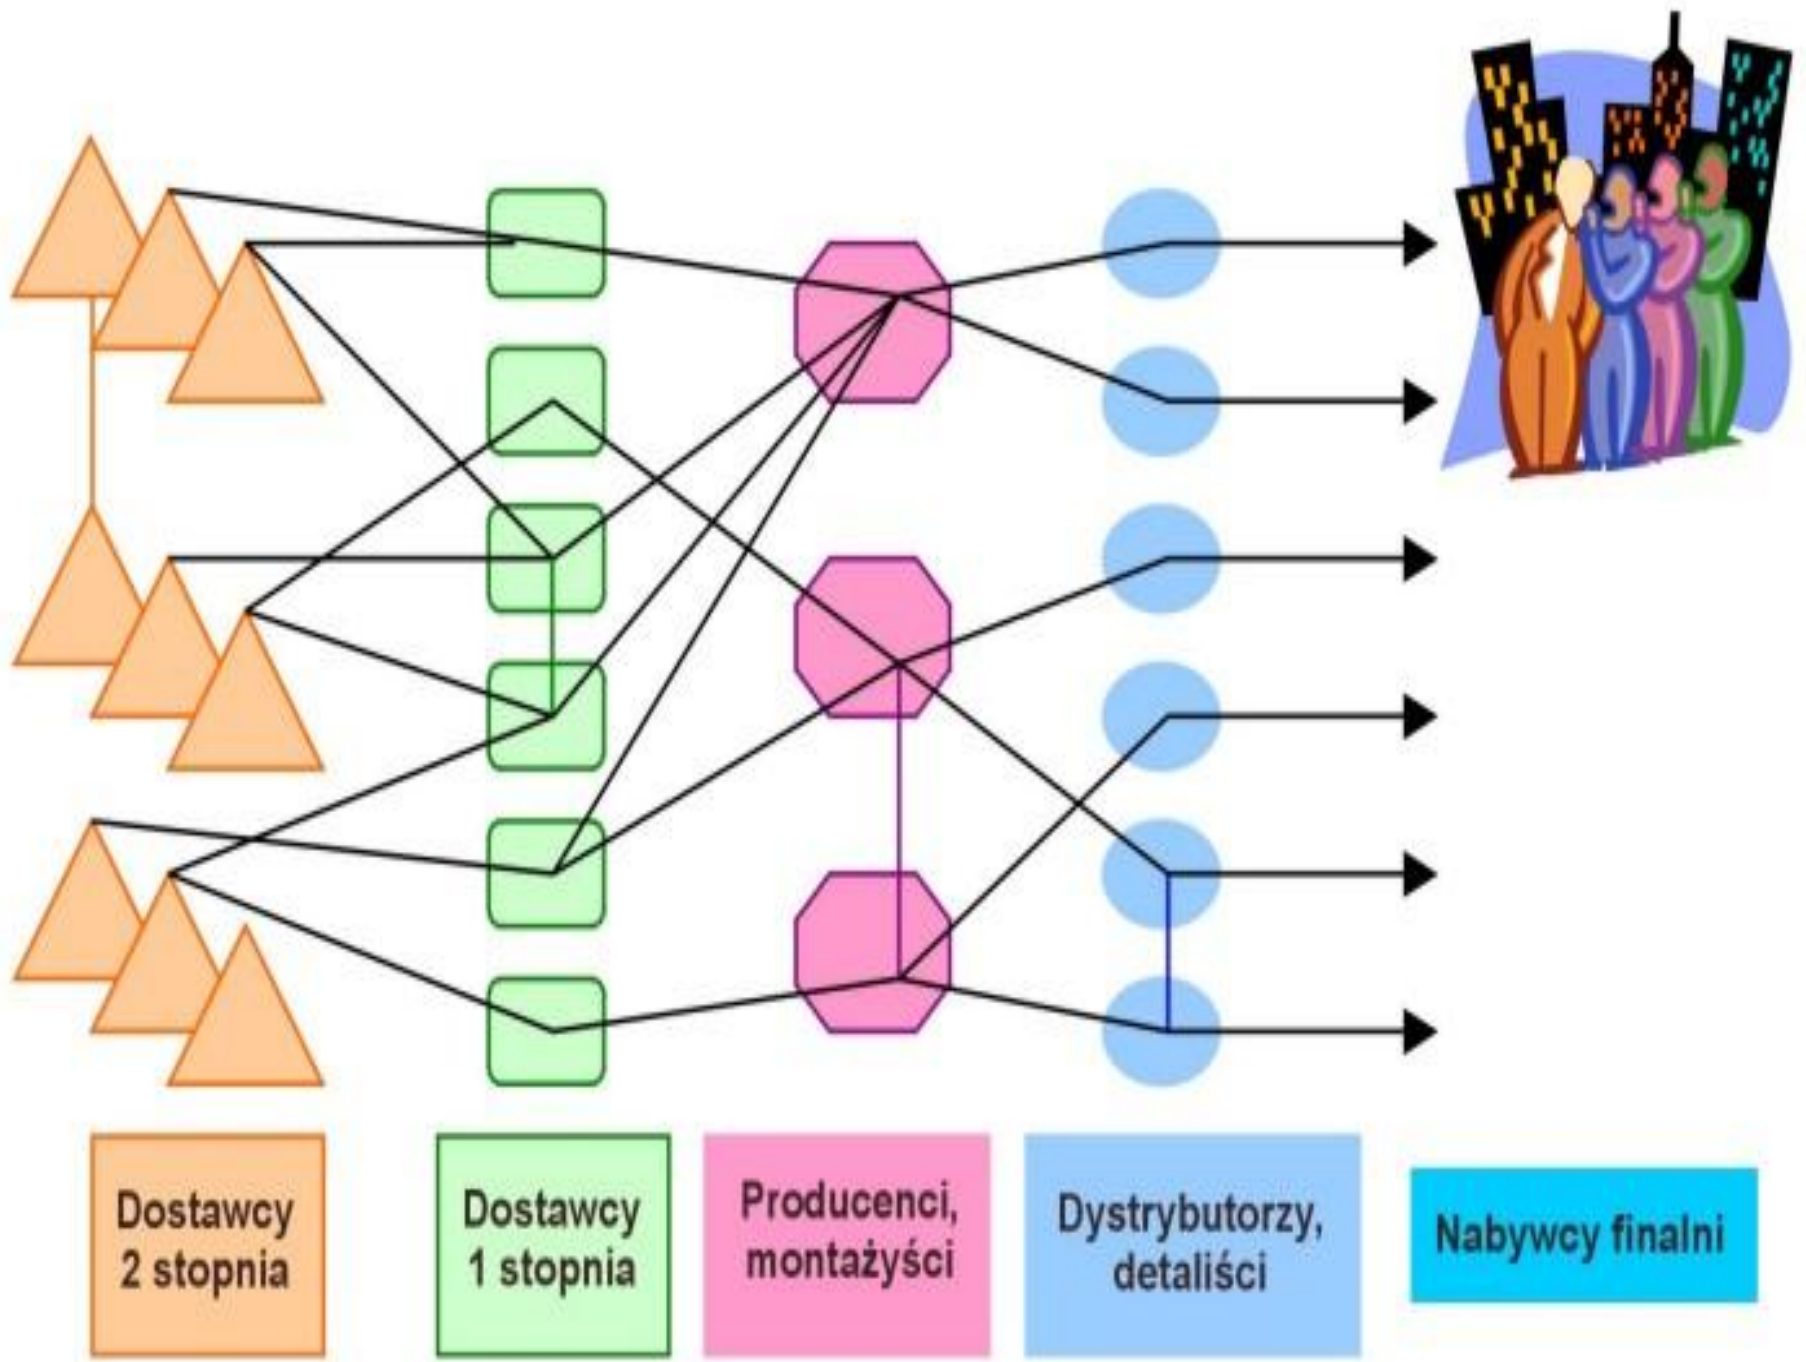 Dostawcy
2 stopnia
Dostawcy
1 stopnia
Producenci,
montażyści
Dystrybutorzy,
detaliści
Nabywcy finalni